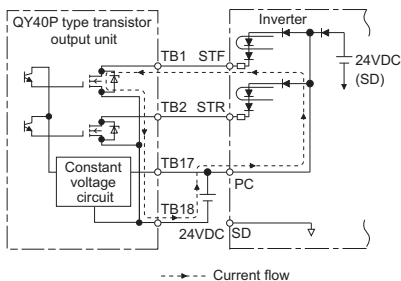 QY40P type transistor
output unit
Inverter
TB1 STF
24VDC
(SD)
TB2 STR
Constant
voltage
circuit
TB17
PC
TB18
24VDC
SD
Current flow